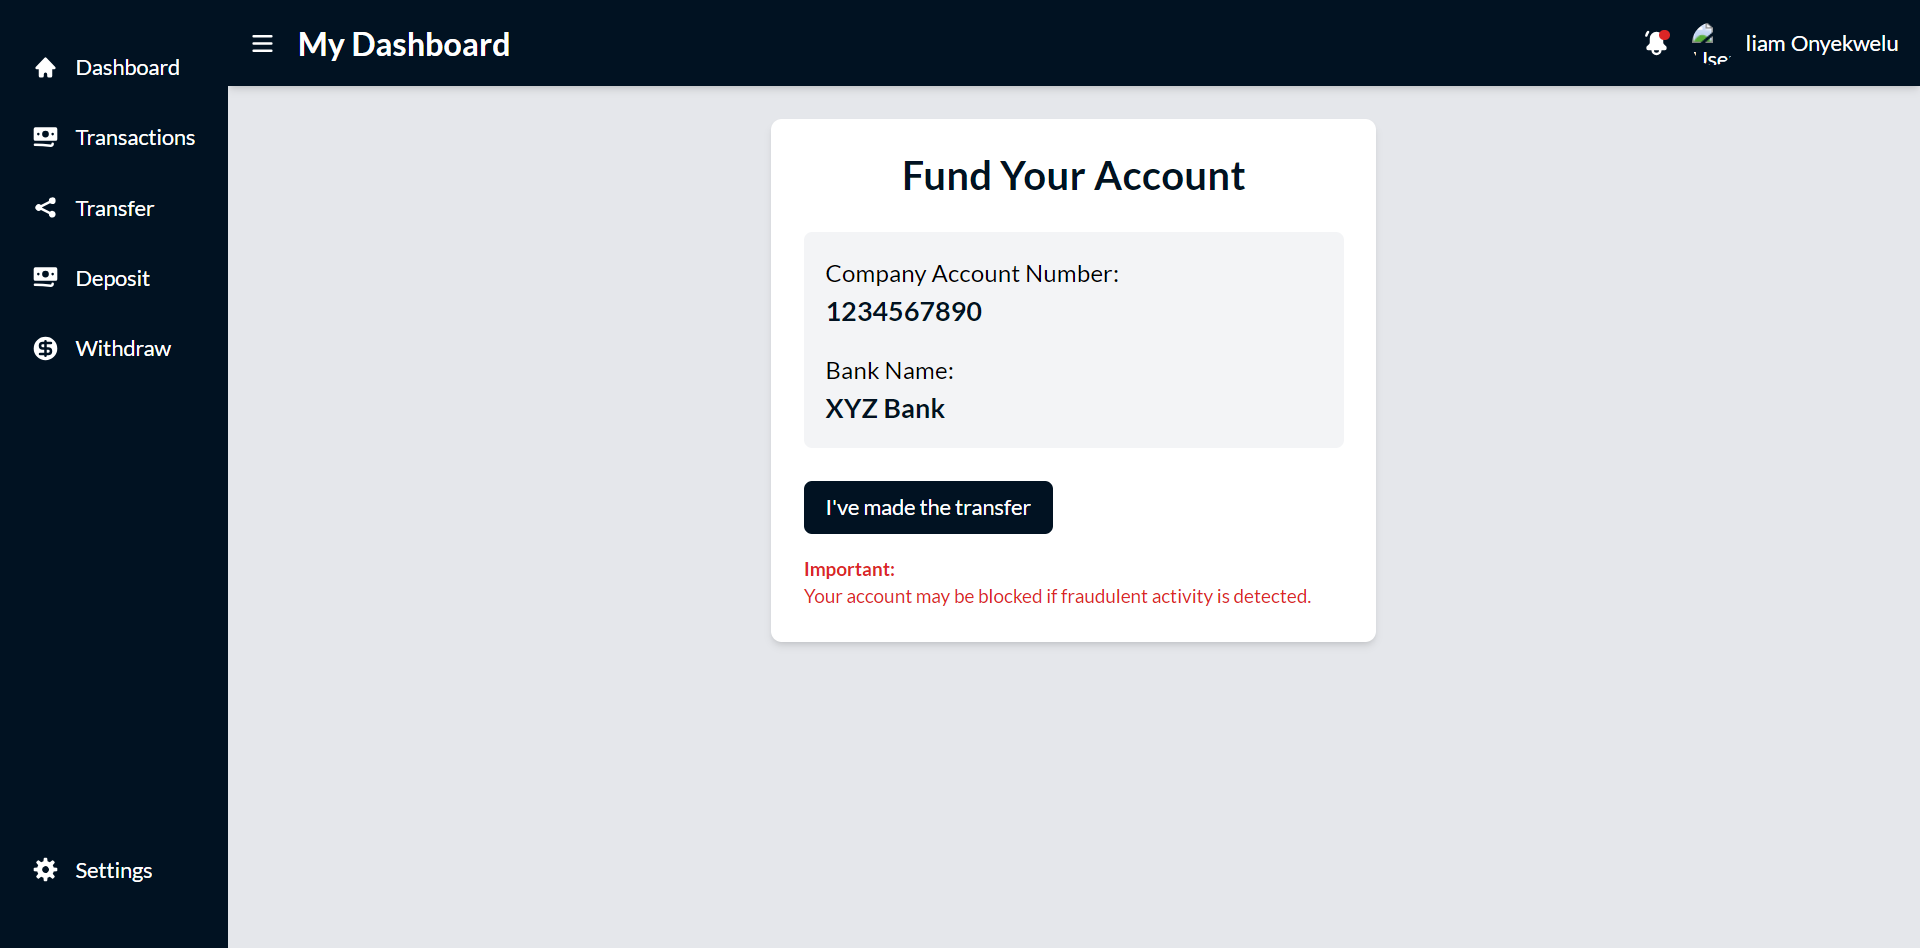 Dashboard
Transactions
Transfer
Deposit
Withdraw
Settings
My Dashboard
liam Onyekwelu
Fund Your Account
Company Account Number:
1234567890
Bank Name:
XYZ Bank
I've made the transfer
Important:
Your account may be blocked if fraudulent activity is detected.